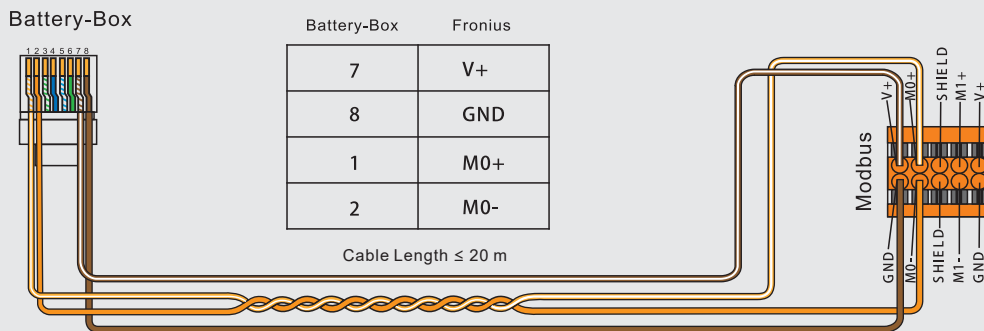 Battery-Box
1 2 3 4 5 6 7 8
Battery-Box Fronius
7 V+
8 GND
1 M0+
2 M0-
Cable Length ≤ 20 m
Modbus
V+
M0+
SHIELD
M1+
V+
GND
M0-
SHIELD
M1-
GND